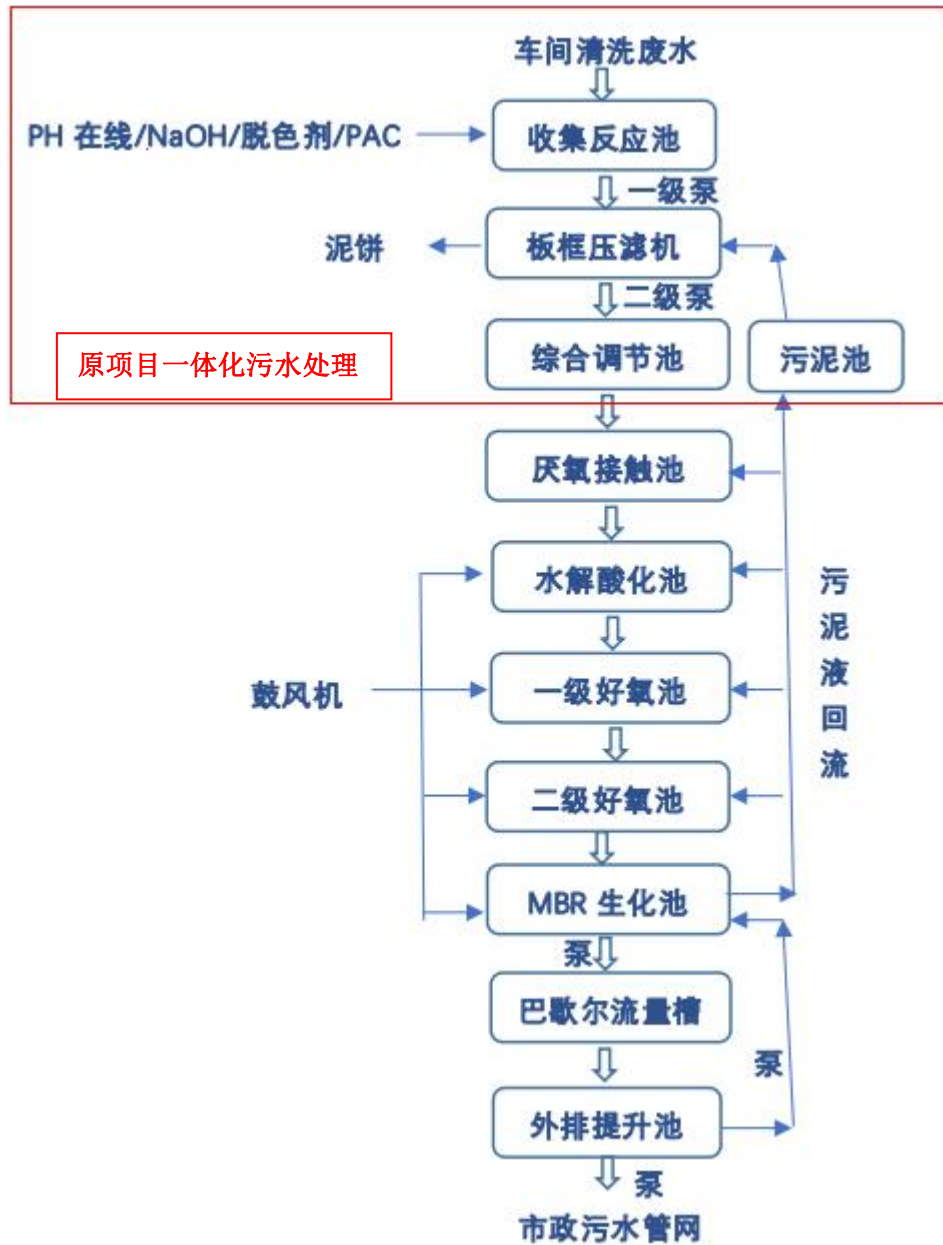 车间清洗废水
PH 在线/NaOH/脱色剂/PAC
收集反应池
一级泵
泥饼
板框压滤机
二级泵
原项目一体化污水处理
综合调节池
污泥池
厌氧接触池
水解酸化池
污泥液回流
鼓风机
一级好氧池
二级好氧池
MBR 生化池
泵
巴歇尔流量槽
泵
外排提升池
泵
市政污水管网